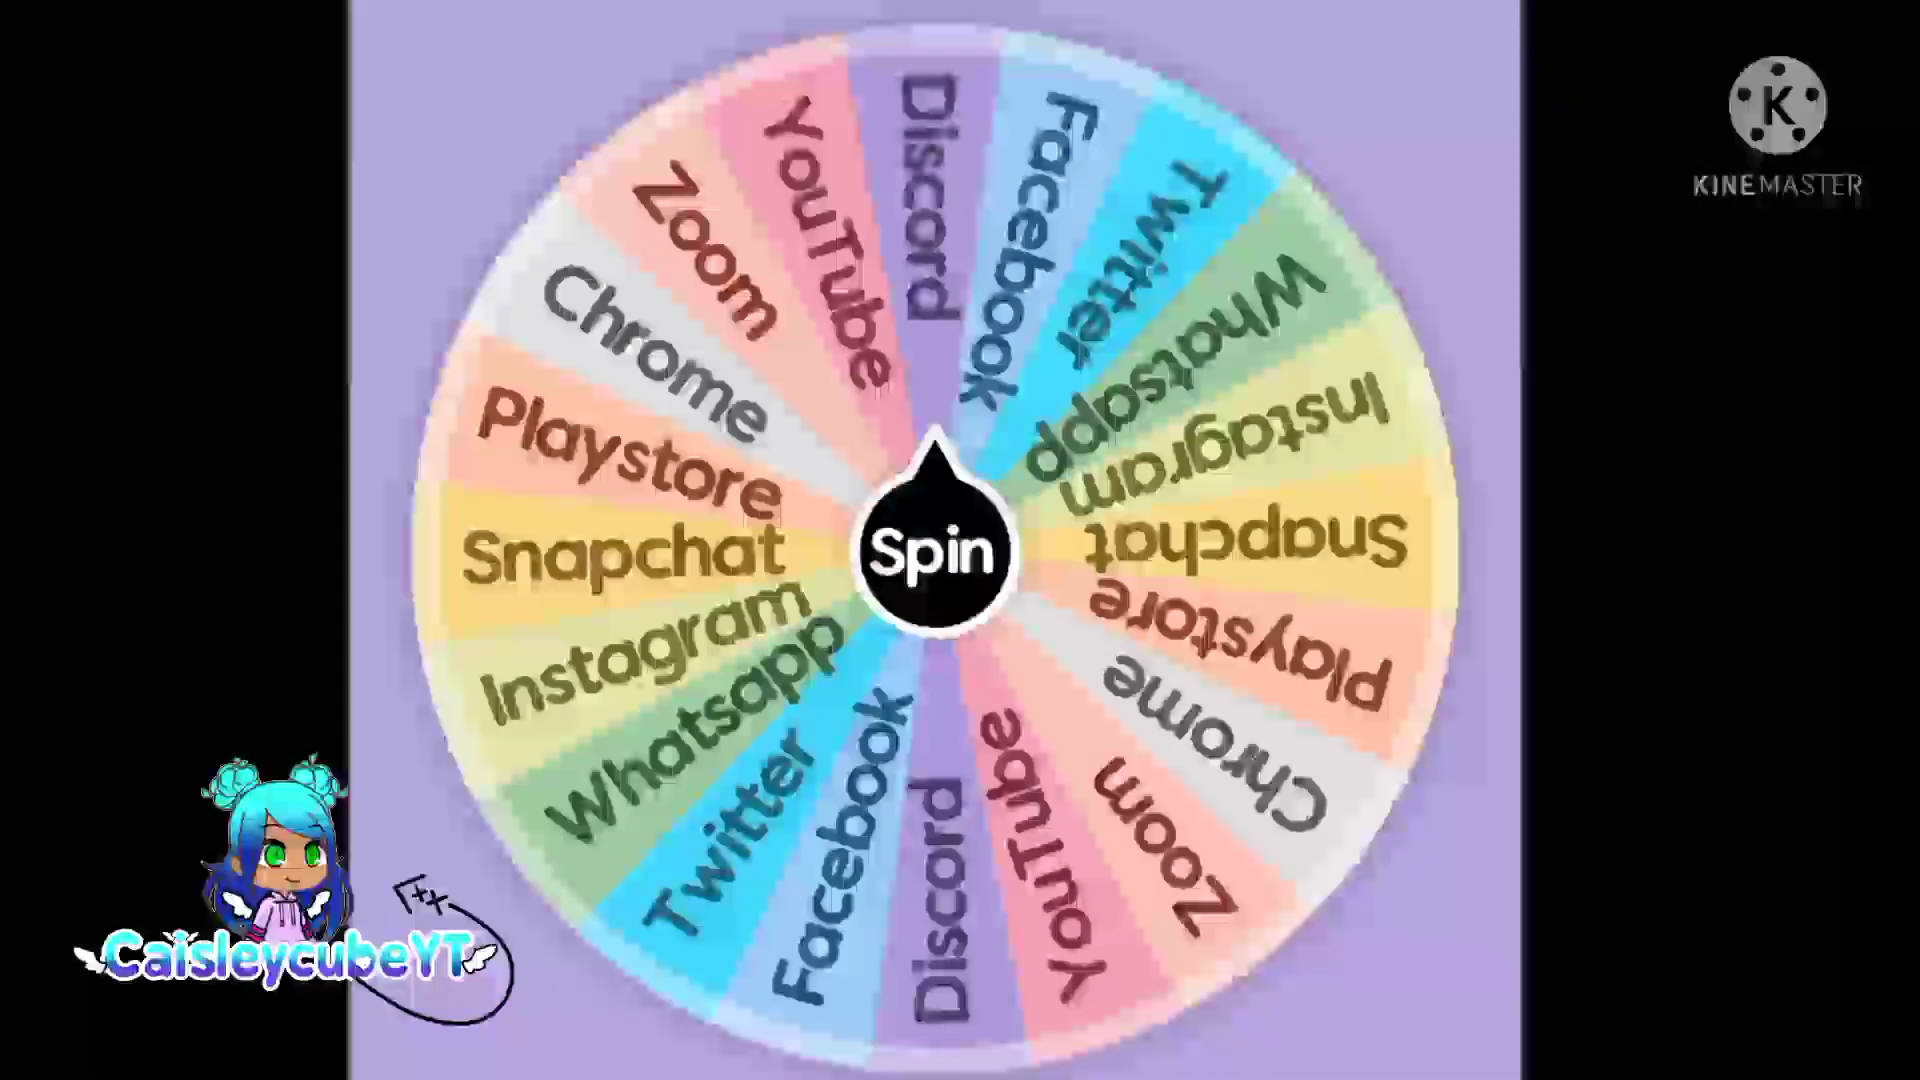 K
KINEMASTER
Discord
Facebook
Twitter
Whatsapp
Instagram
Snapchat
Playstore
Chrome
Zoom
YouTube
Discord
Facebook
Twitter
Whatsapp
Instagram
Snapchat
Playstore
Chrome
Zoom
YouTube
Spin
CaisleycubeYT